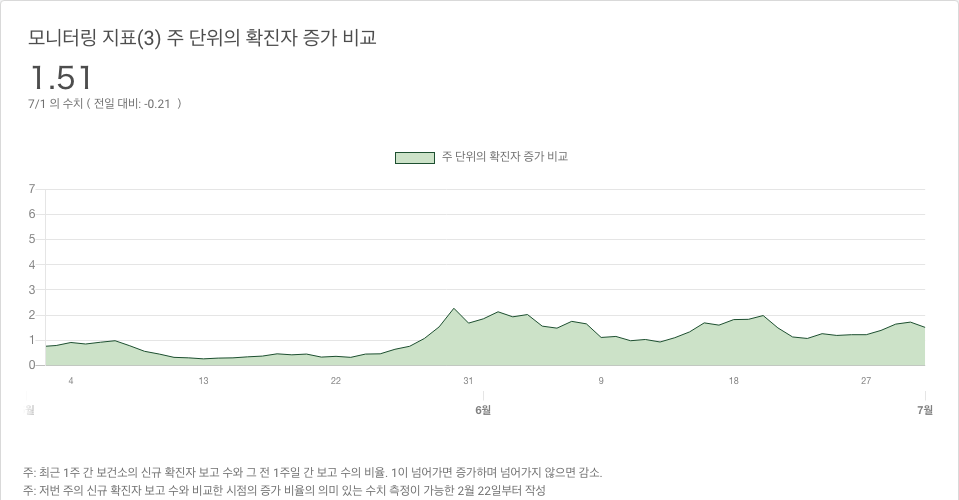 모니터링 지표(3) 주 단위의 확진자 증가 비교
1.51
7/1 의 수치 ( 전일 대비: -0.21 )
주 단위의 확진자 증가 비교
7
6
5
4
3
2
1
0
4 13 22 31 9 18 27
월 6월 7월
주: 최근 1주 간 보건소의 신규 확진자 보고 수와 그 전 1주일 간 보고 수의 비율. 1이 넘어가면 증가하며 넘어가지 않으면 감소.
주: 저번 주의 신규 확진자 보고 수와 비교한 시점의 증가 비율의 의미 있는 수치 측정이 가능한 2월 22일부터 작성